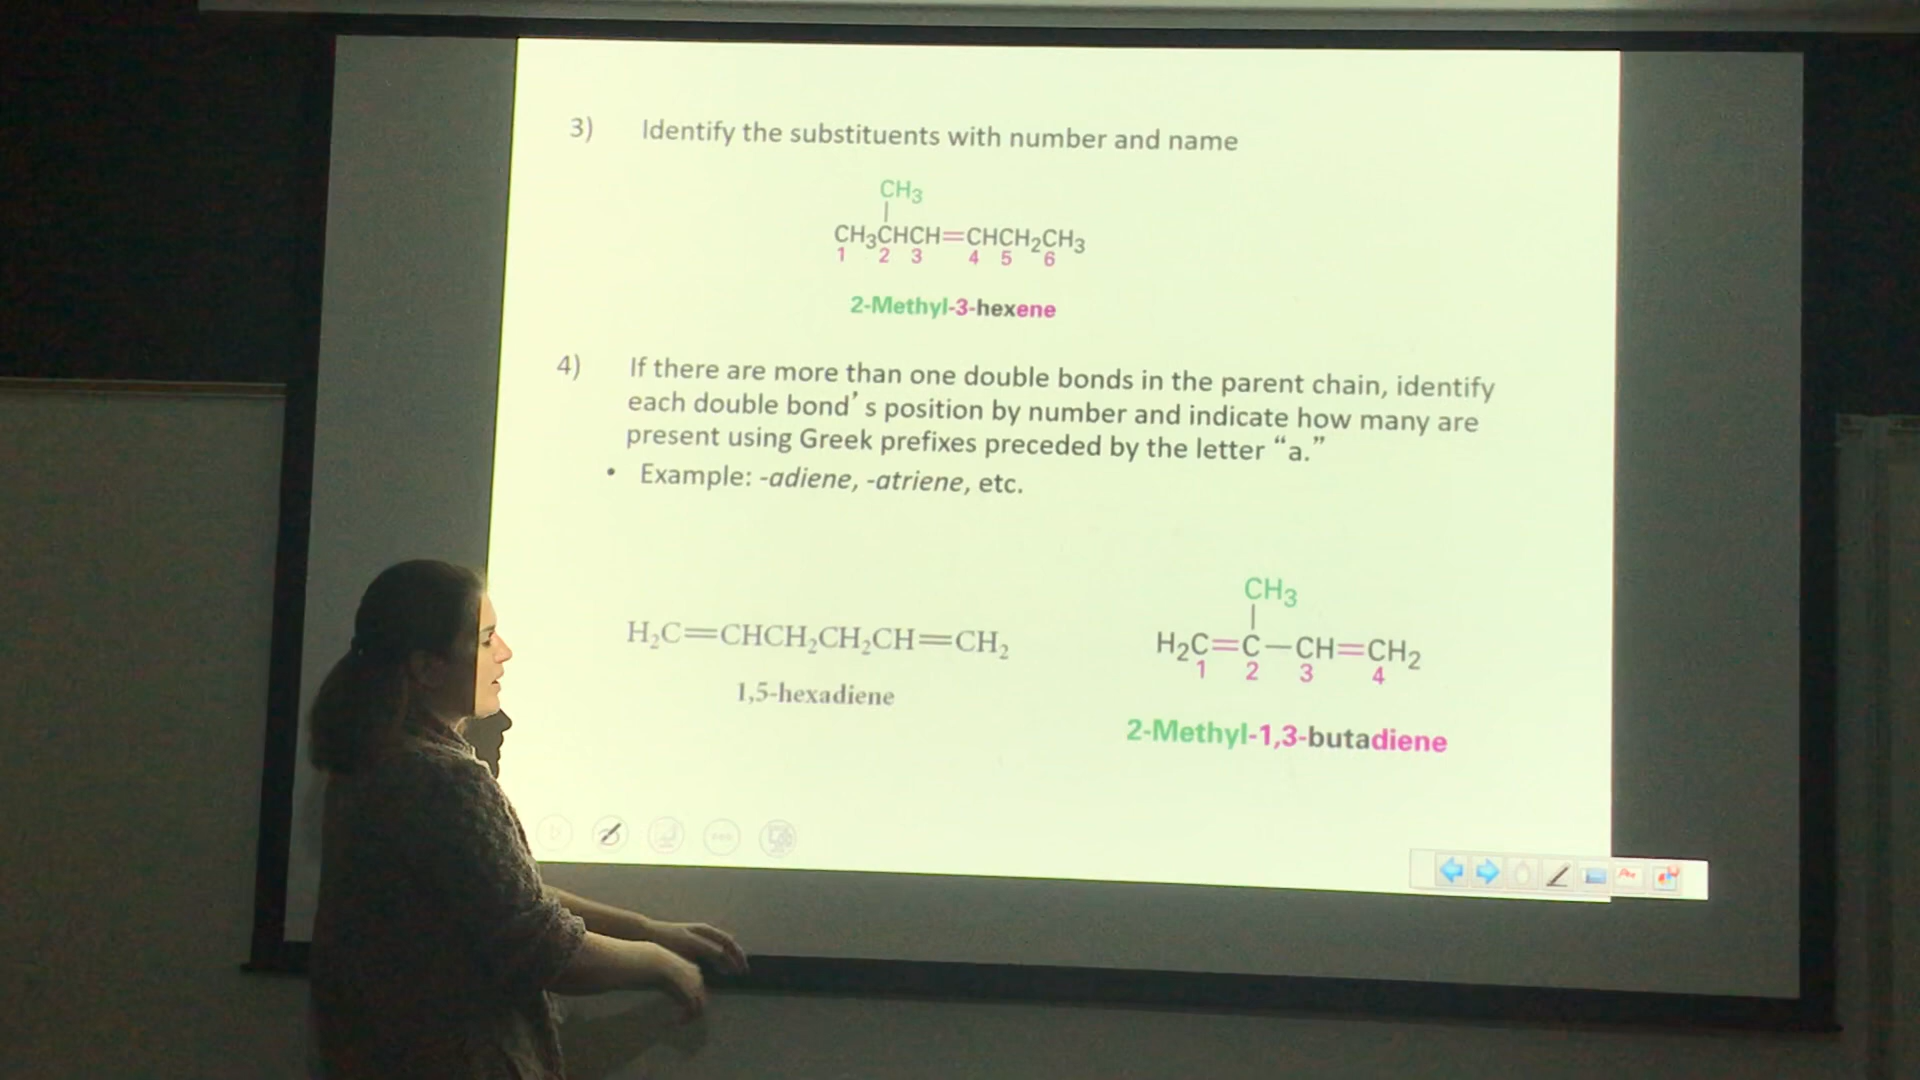 3) Identify the substituents with number and name
CH3
CH3CHCH=CHCH2CH3
1 2 3 4 5 6
2-Methyl-3-hexene
4) If there are more than one double bonds in the parent chain, identify
each double bond's position by number and indicate how many are
present using Greek prefixes preceded by the letter “a.”
• Example: -adiene, -atriene, etc.
CH3
H2C=CHCH2CH2CH=CH2
H2C=C—CH=CH2
1 2 3 4
1,5-hexadiene
2-Methyl-1,3-butadiene